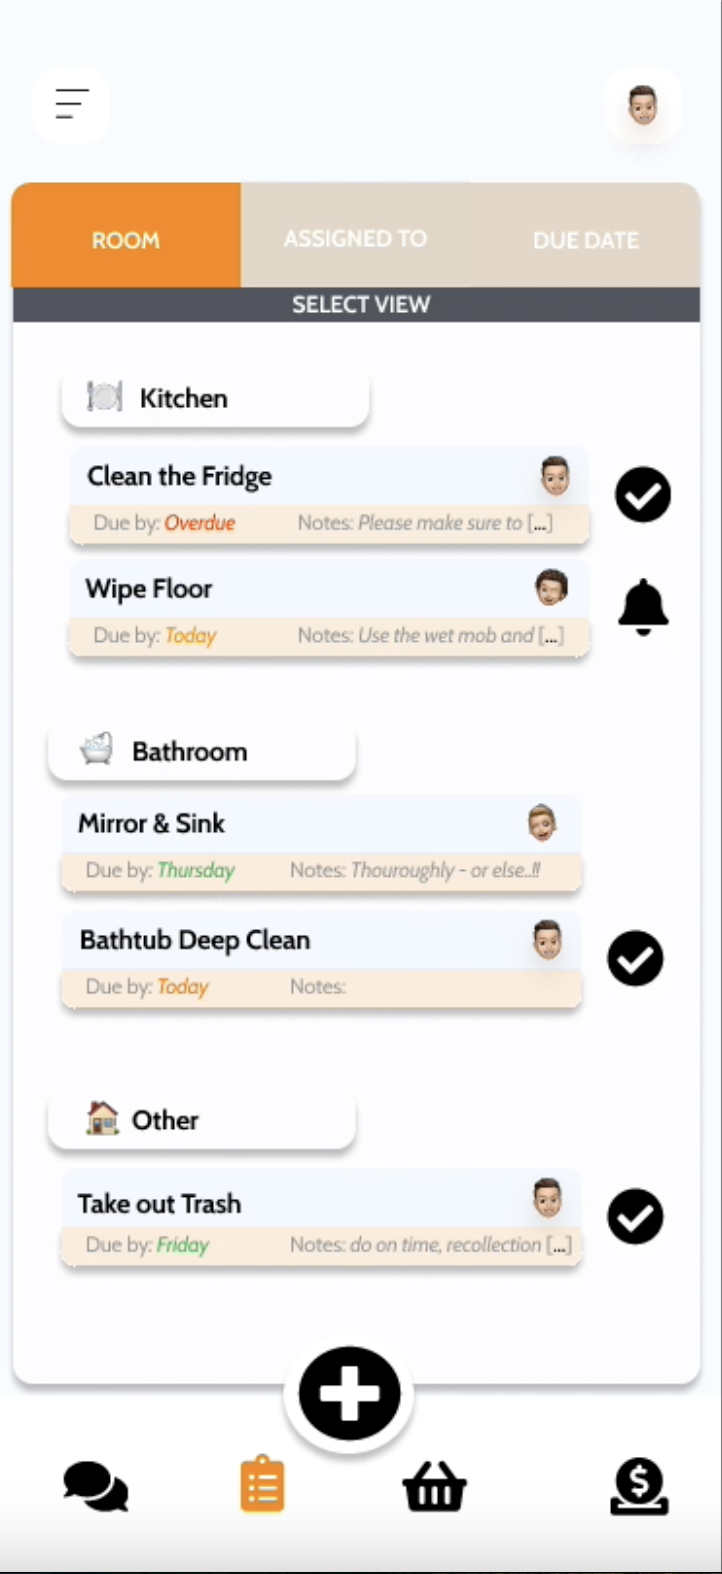 ROOM ASSIGNED TO DUE DATE
SELECT VIEW
Kitchen
Clean the Fridge
Due by: Overdue Notes: Please make sure to [...]
Wipe Floor
Due by: Today Notes: Use the wet mob and [...]
Bathroom
Mirror & Sink
Due by: Thursday Notes: Thouroughly - or else..!!
Bathtub Deep Clean
Due by: Today Notes:
Other
Take out Trash
Due by: Friday Notes: do on time, recollection [...]